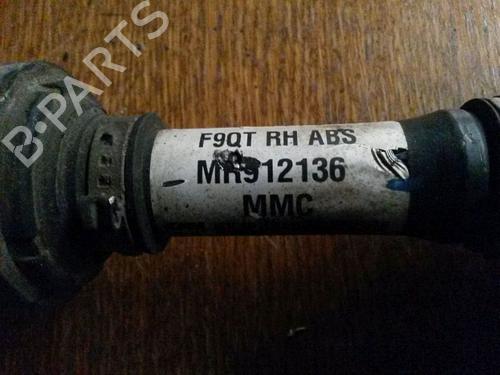 B-PARTS
F9QT RH ABS
MR912136
MMC